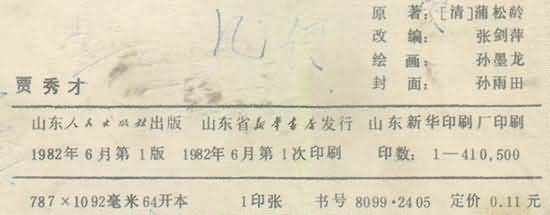 原 著：[清]蒲松龄
改 编： 张剑萍
绘 画： 孙墨龙
封 面： 孙雨田
贾秀才
山东人民出版社出版 山东省新华书店发行 山东新华印刷厂印刷
1982年6月第1版 1982年6月第1次印刷 印数：1—410,500
787×1092毫米64开本 1印张 书号 8099·2405 定价 0.11元